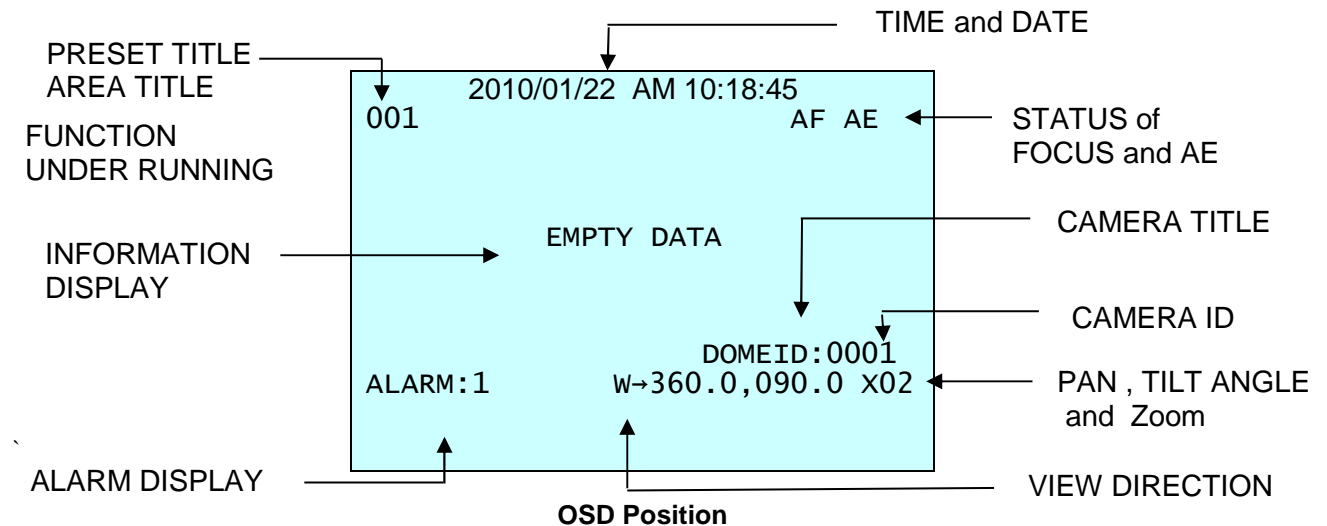 TIME and DATE
PRESET TITLE
AREA TITLE
2010/01/22 AM 10:18:45
001
AF AE
STATUS of
FOCUS and AE
FUNCTION
UNDER RUNNING
CAMERA TITLE
EMPTY DATA
INFORMATION
DISPLAY
CAMERA ID
DOMEID:0001
ALARM:1
W→360.0,090.0 X02
PAN , TILT ANGLE
and Zoom
`
ALARM DISPLAY
VIEW DIRECTION
OSD Position